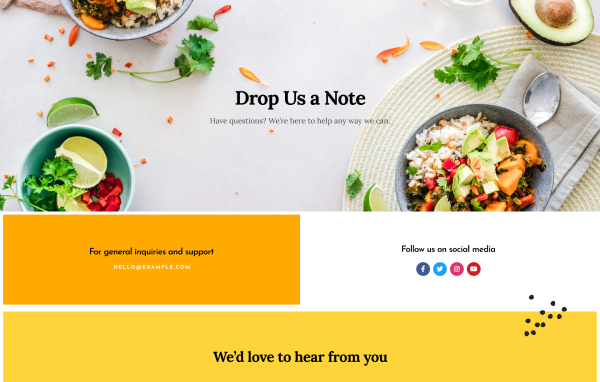 Drop Us a Note
Have questions? We're here to help any way we can.
For general inquiries and support
HELLO@EXAMPLE.COM
Follow us on social media
We'd love to hear from you